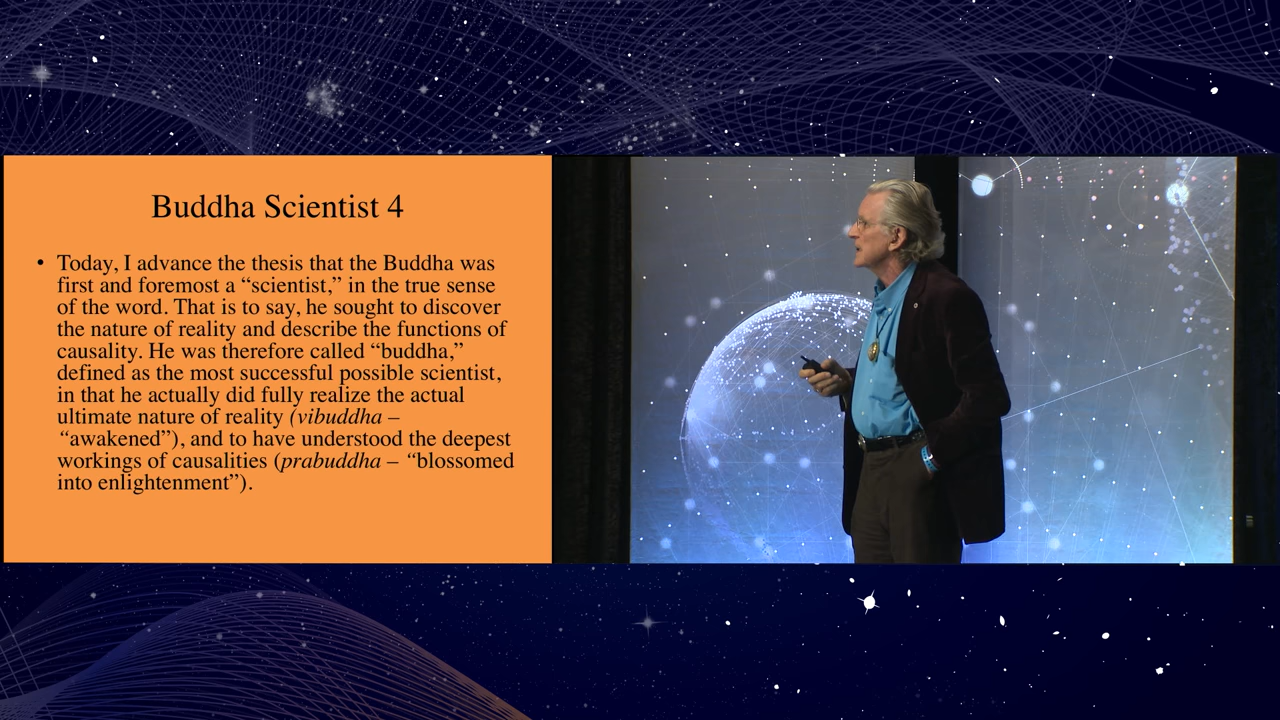 Buddha Scientist 4
• Today, I advance the thesis that the Buddha was
first and foremost a “scientist,” in the true sense
of the word. That is to say, he sought to discover
the nature of reality and describe the functions of
causality. He was therefore called “buddha,”
defined as the most successful possible scientist,
in that he actually did fully realize the actual
ultimate nature of reality (vibuddha –
“awakened”), and to have understood the deepest
workings of causalities (prabuddha – “blossomed
into enlightenment”).